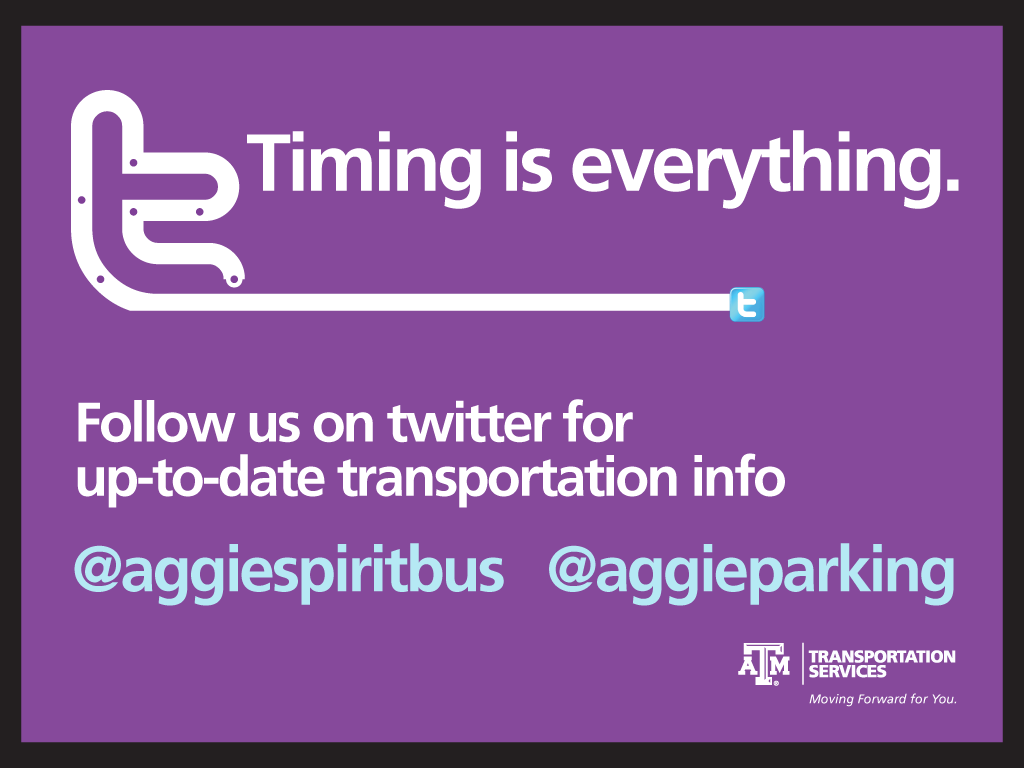 Timing is everything.
t
Follow us on twitter for
up-to-date transportation info
@aggiespiritbus @aggieparking
ATM® TRANSPORTATION
SERVICES
Moving Forward for You.